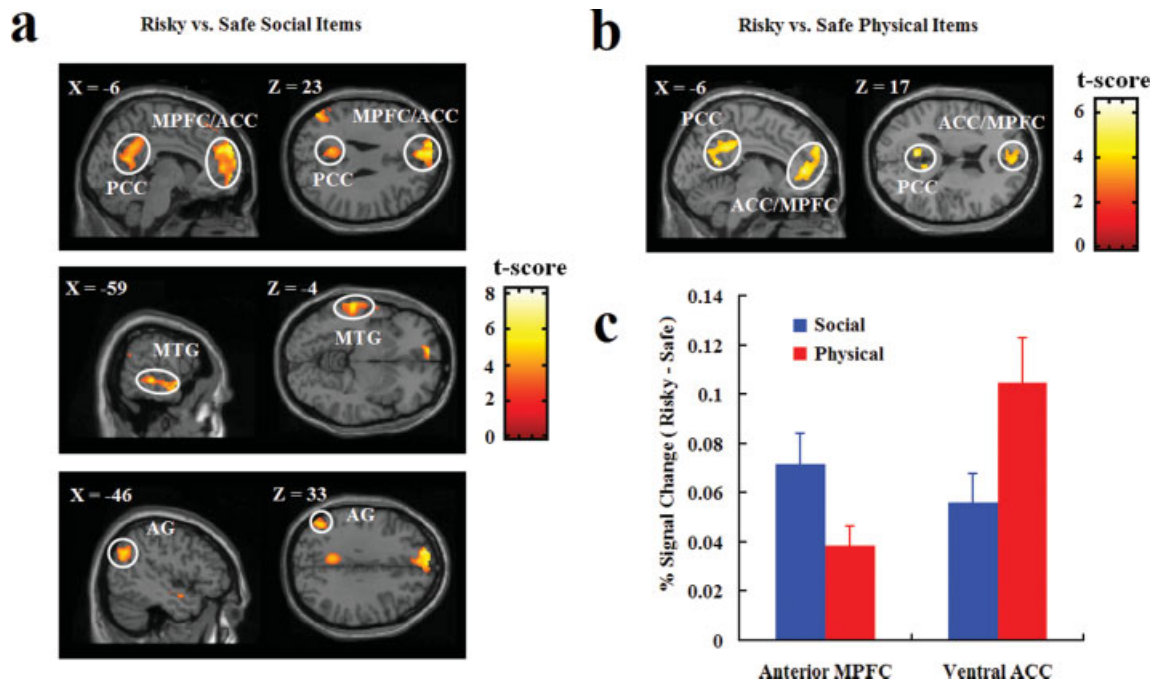 a
Risky vs. Safe Social Items
X = -6
Z = 23
MPFC/ACC
MPFC/ACC
PCC
PCC
X = -59
Z = -4
MTG
MTG
t-score
8
6
4
2
0
X = -46
Z = 33
AG
AG
b
Risky vs. Safe Physical Items
X = -6
Z = 17
PCC
ACC/MPFC
PCC
ACC/MPFC
t-score
6
4
2
0
c
% Signal Change ( Risky - Safe)
0.14
0.12
0.1
0.08
0.06
0.04
0.02
0
Social
Physical
Anterior MPFC
Ventral ACC